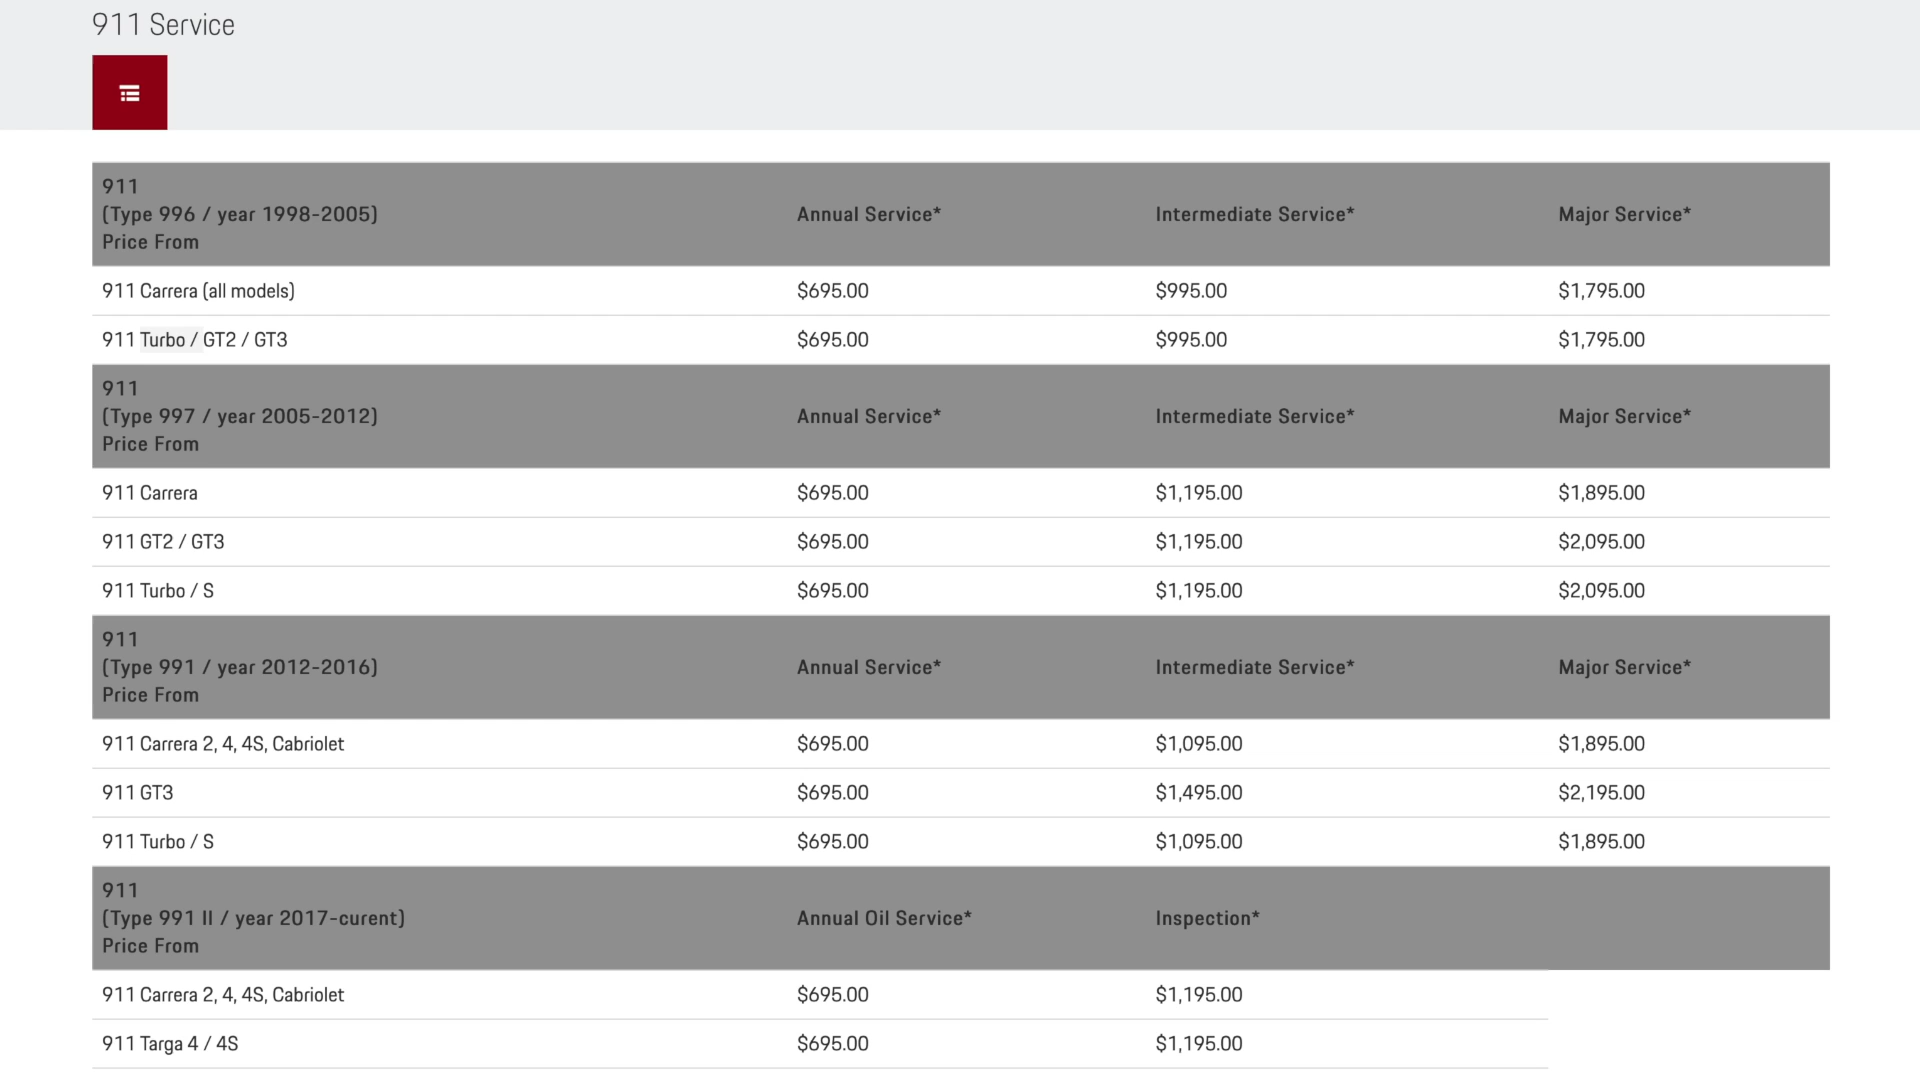 911 Service
911
(Type 996 / year 1998-2005)
Price From
Annual Service*
Intermediate Service*
Major Service*
911 Carrera (all models) $695.00 $995.00 $1,795.00
911 Turbo / GT2 / GT3 $695.00 $995.00 $1,795.00
911
(Type 997 / year 2005-2012)
Price From
Annual Service*
Intermediate Service*
Major Service*
911 Carrera $695.00 $1,195.00 $1,895.00
911 GT2 / GT3 $695.00 $1,195.00 $2,095.00
911 Turbo / S $695.00 $1,195.00 $2,095.00
911
(Type 991 / year 2012-2016)
Price From
Annual Service*
Intermediate Service*
Major Service*
911 Carrera 2, 4, 4S, Cabriolet $695.00 $1,095.00 $1,895.00
911 GT3 $695.00 $1,495.00 $2,195.00
911 Turbo / S $695.00 $1,095.00 $1,895.00
911
(Type 991 II / year 2017-curent)
Price From
Annual Oil Service*
Inspection*
911 Carrera 2, 4, 4S, Cabriolet $695.00 $1,195.00
911 Targa 4 / 4S $695.00 $1,195.00